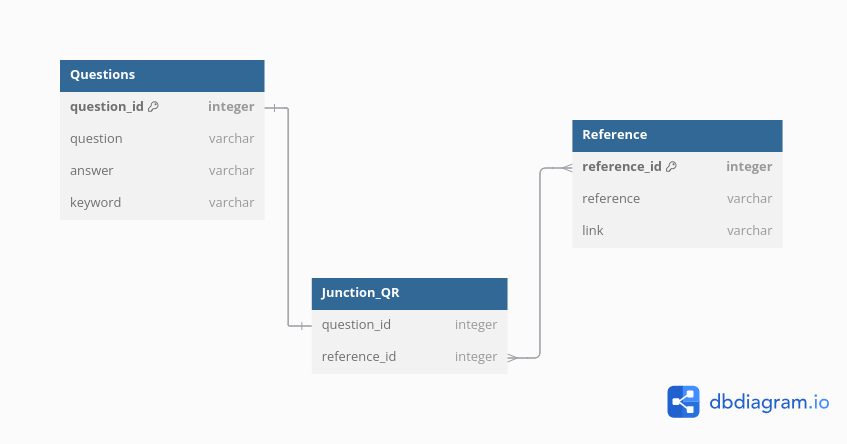 Questions
question_id integer
question varchar
answer varchar
keyword varchar
Reference
reference_id integer
reference varchar
link varchar
Junction_QR
question_id integer
reference_id integer
dbdiagram.io